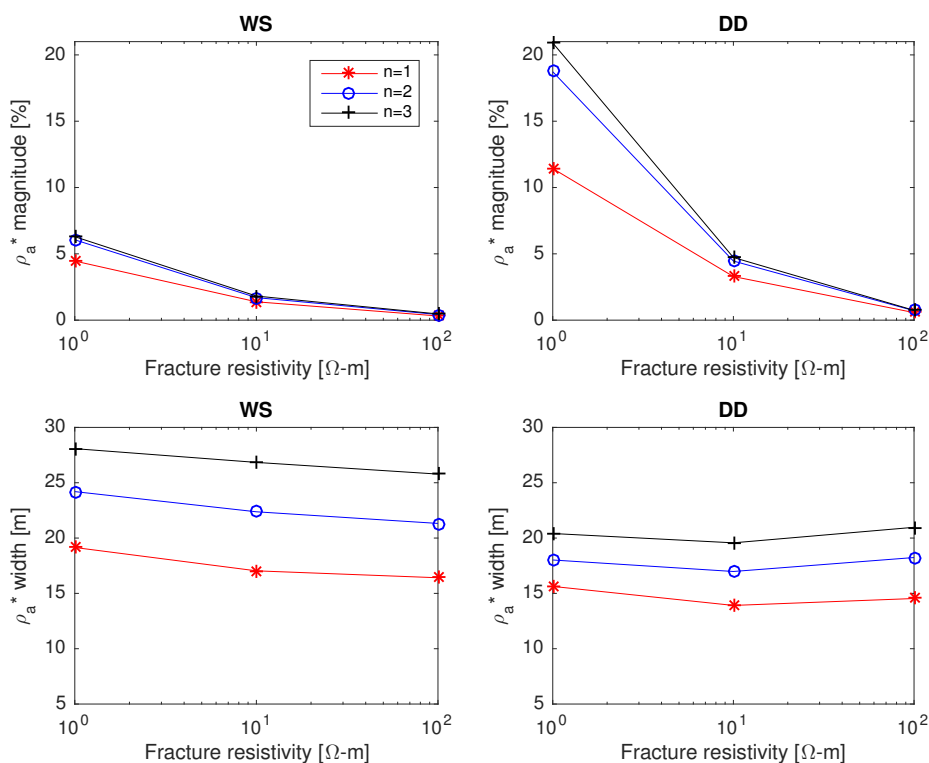 WS
ρa* magnitude [%]
20
15
10
5
0
10^0
10^1
10^2
Fracture resistivity [Ω-m]
n=1
n=2
n=3
DD
ρa* magnitude [%]
20
15
10
5
0
10^0
10^1
10^2
Fracture resistivity [Ω-m]
WS
ρa* width [m]
30
25
20
15
10
5
10^0
10^1
10^2
Fracture resistivity [Ω-m]
DD
ρa* width [m]
30
25
20
15
10
5
10^0
10^1
10^2
Fracture resistivity [Ω-m]